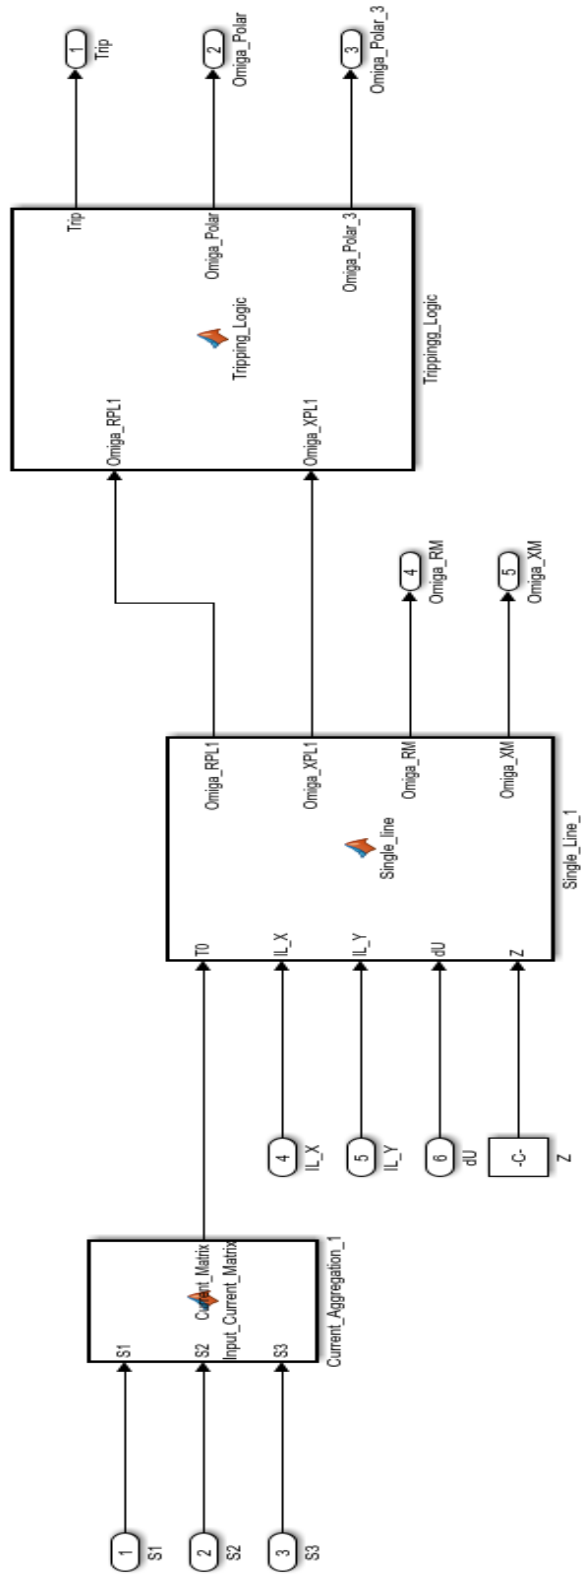 1
S1
2
S2
3
S3
S1
S2
S3
Current_Matrix
Input_Current_Matrix
Current_Aggregation_1
4
IL_X
5
IL_Y
6
dU
-C-
Z
T0
IL_X
IL_Y
dU
Z
Single_line
Omiga_RPL1
Omiga_XPL1
Omiga_RM
Omiga_XM
Single_Line_1
4
Omiga_RM
5
Omiga_XM
Omiga_RPL1
Omiga_XPL1
Tripping_Logic
Trip
Omiga_Polar
Omiga_Polar_3
Trippingg_Logic
1
Trip
2
Omiga_Polar
3
Omiga_Polar_3